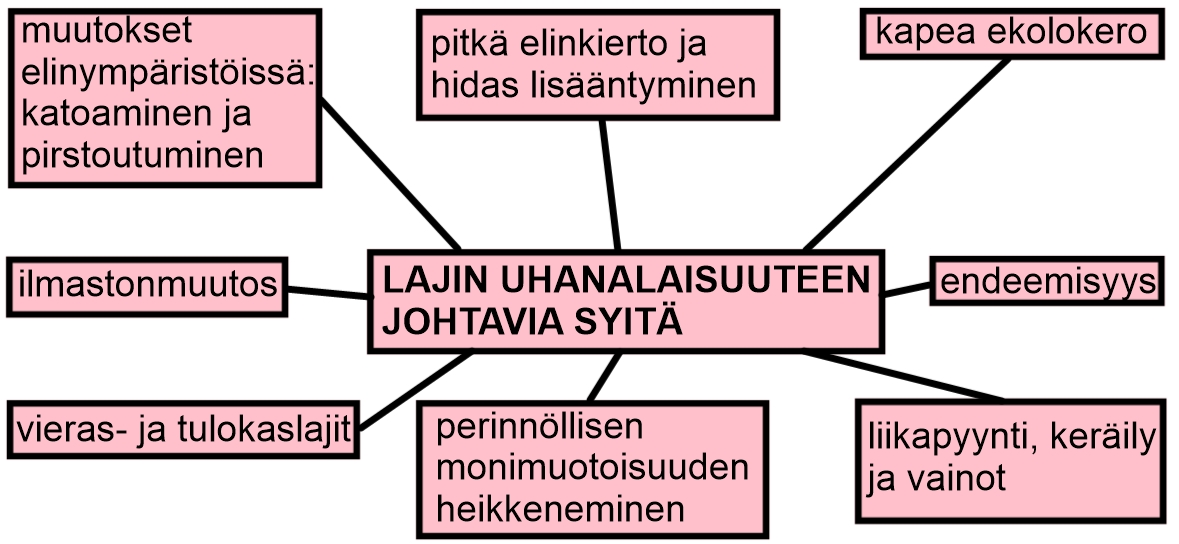 muutokset
elinympäristöissä:
katoaminen ja
pirstoutuminen
pitkä elinkierto ja
hidas lisääntyminen
kapea ekolokero
ilmastonmuutos
LAJIN UHANALAISUUTEEN
JOHTAVIA SYITÄ
endeemisyys
vieras- ja tulokaslajit
perinnöllisen
monimuotoisuuden
heikkeneminen
liikapyynti, keräily
ja vainot